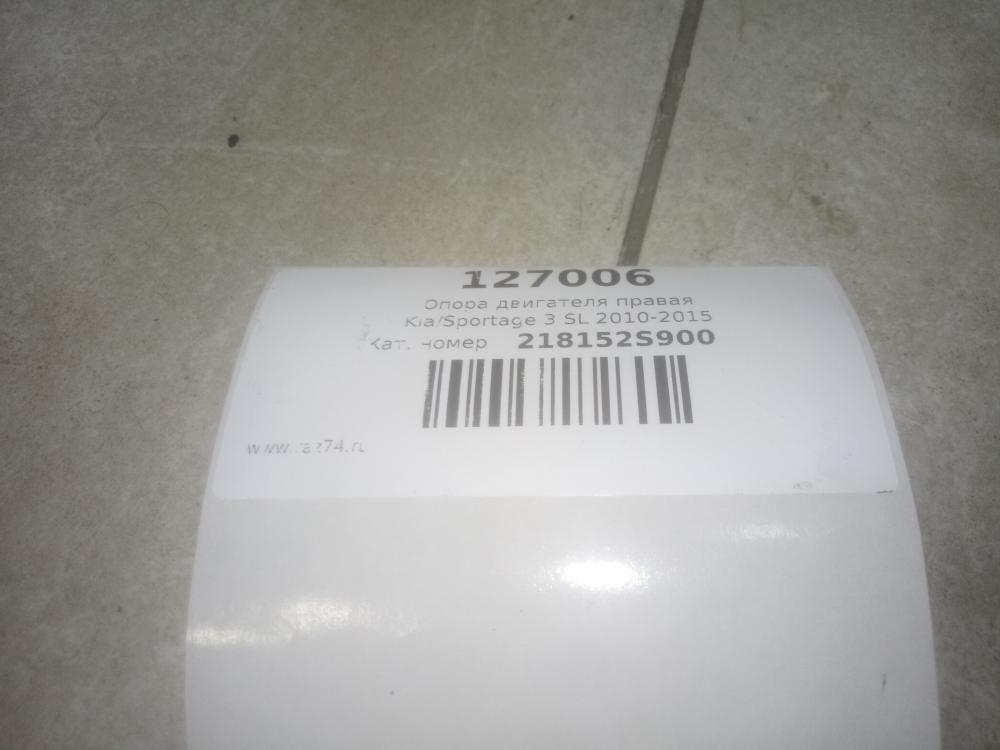 127006
Опора двигателя правая
Kia/Sportage 3 SL 2010-2015
Кат. номер 218152S900